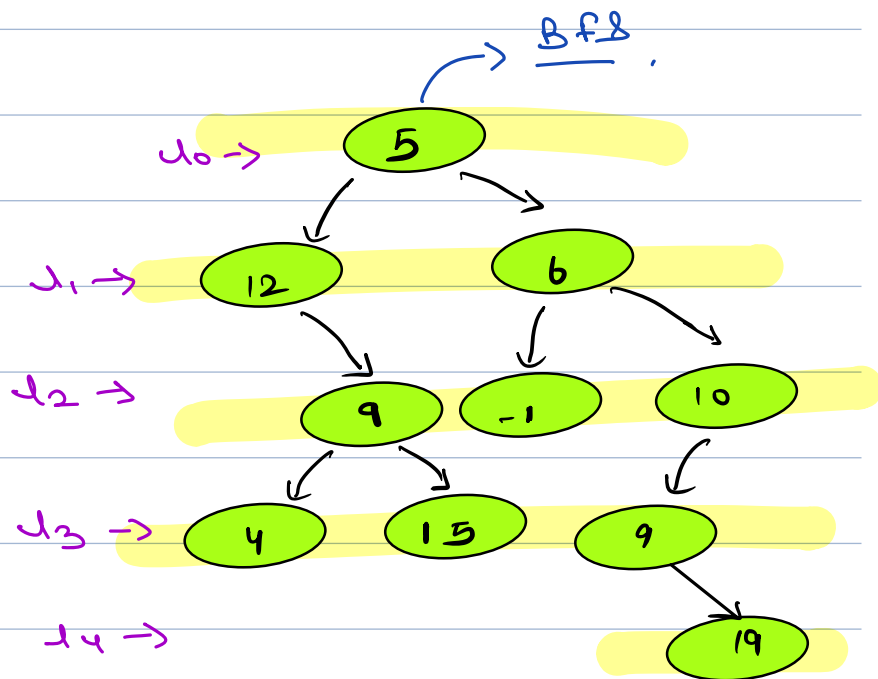 BfS.
l0 → 5
l1 → 12 6
l2 → 9 -1 10
l3 → 4 15 9
l4 → 19